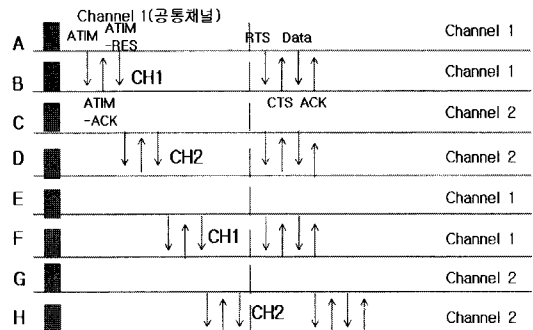 Channel 1(공통채널)
ATIM ATIM
-RES
RTS Data
A Channel 1
B CH1 Channel 1
ATIM
-ACK
CTS ACK
C Channel 2
D CH2 Channel 2
E Channel 1
F CH1 Channel 1
G Channel 2
H CH2 Channel 2